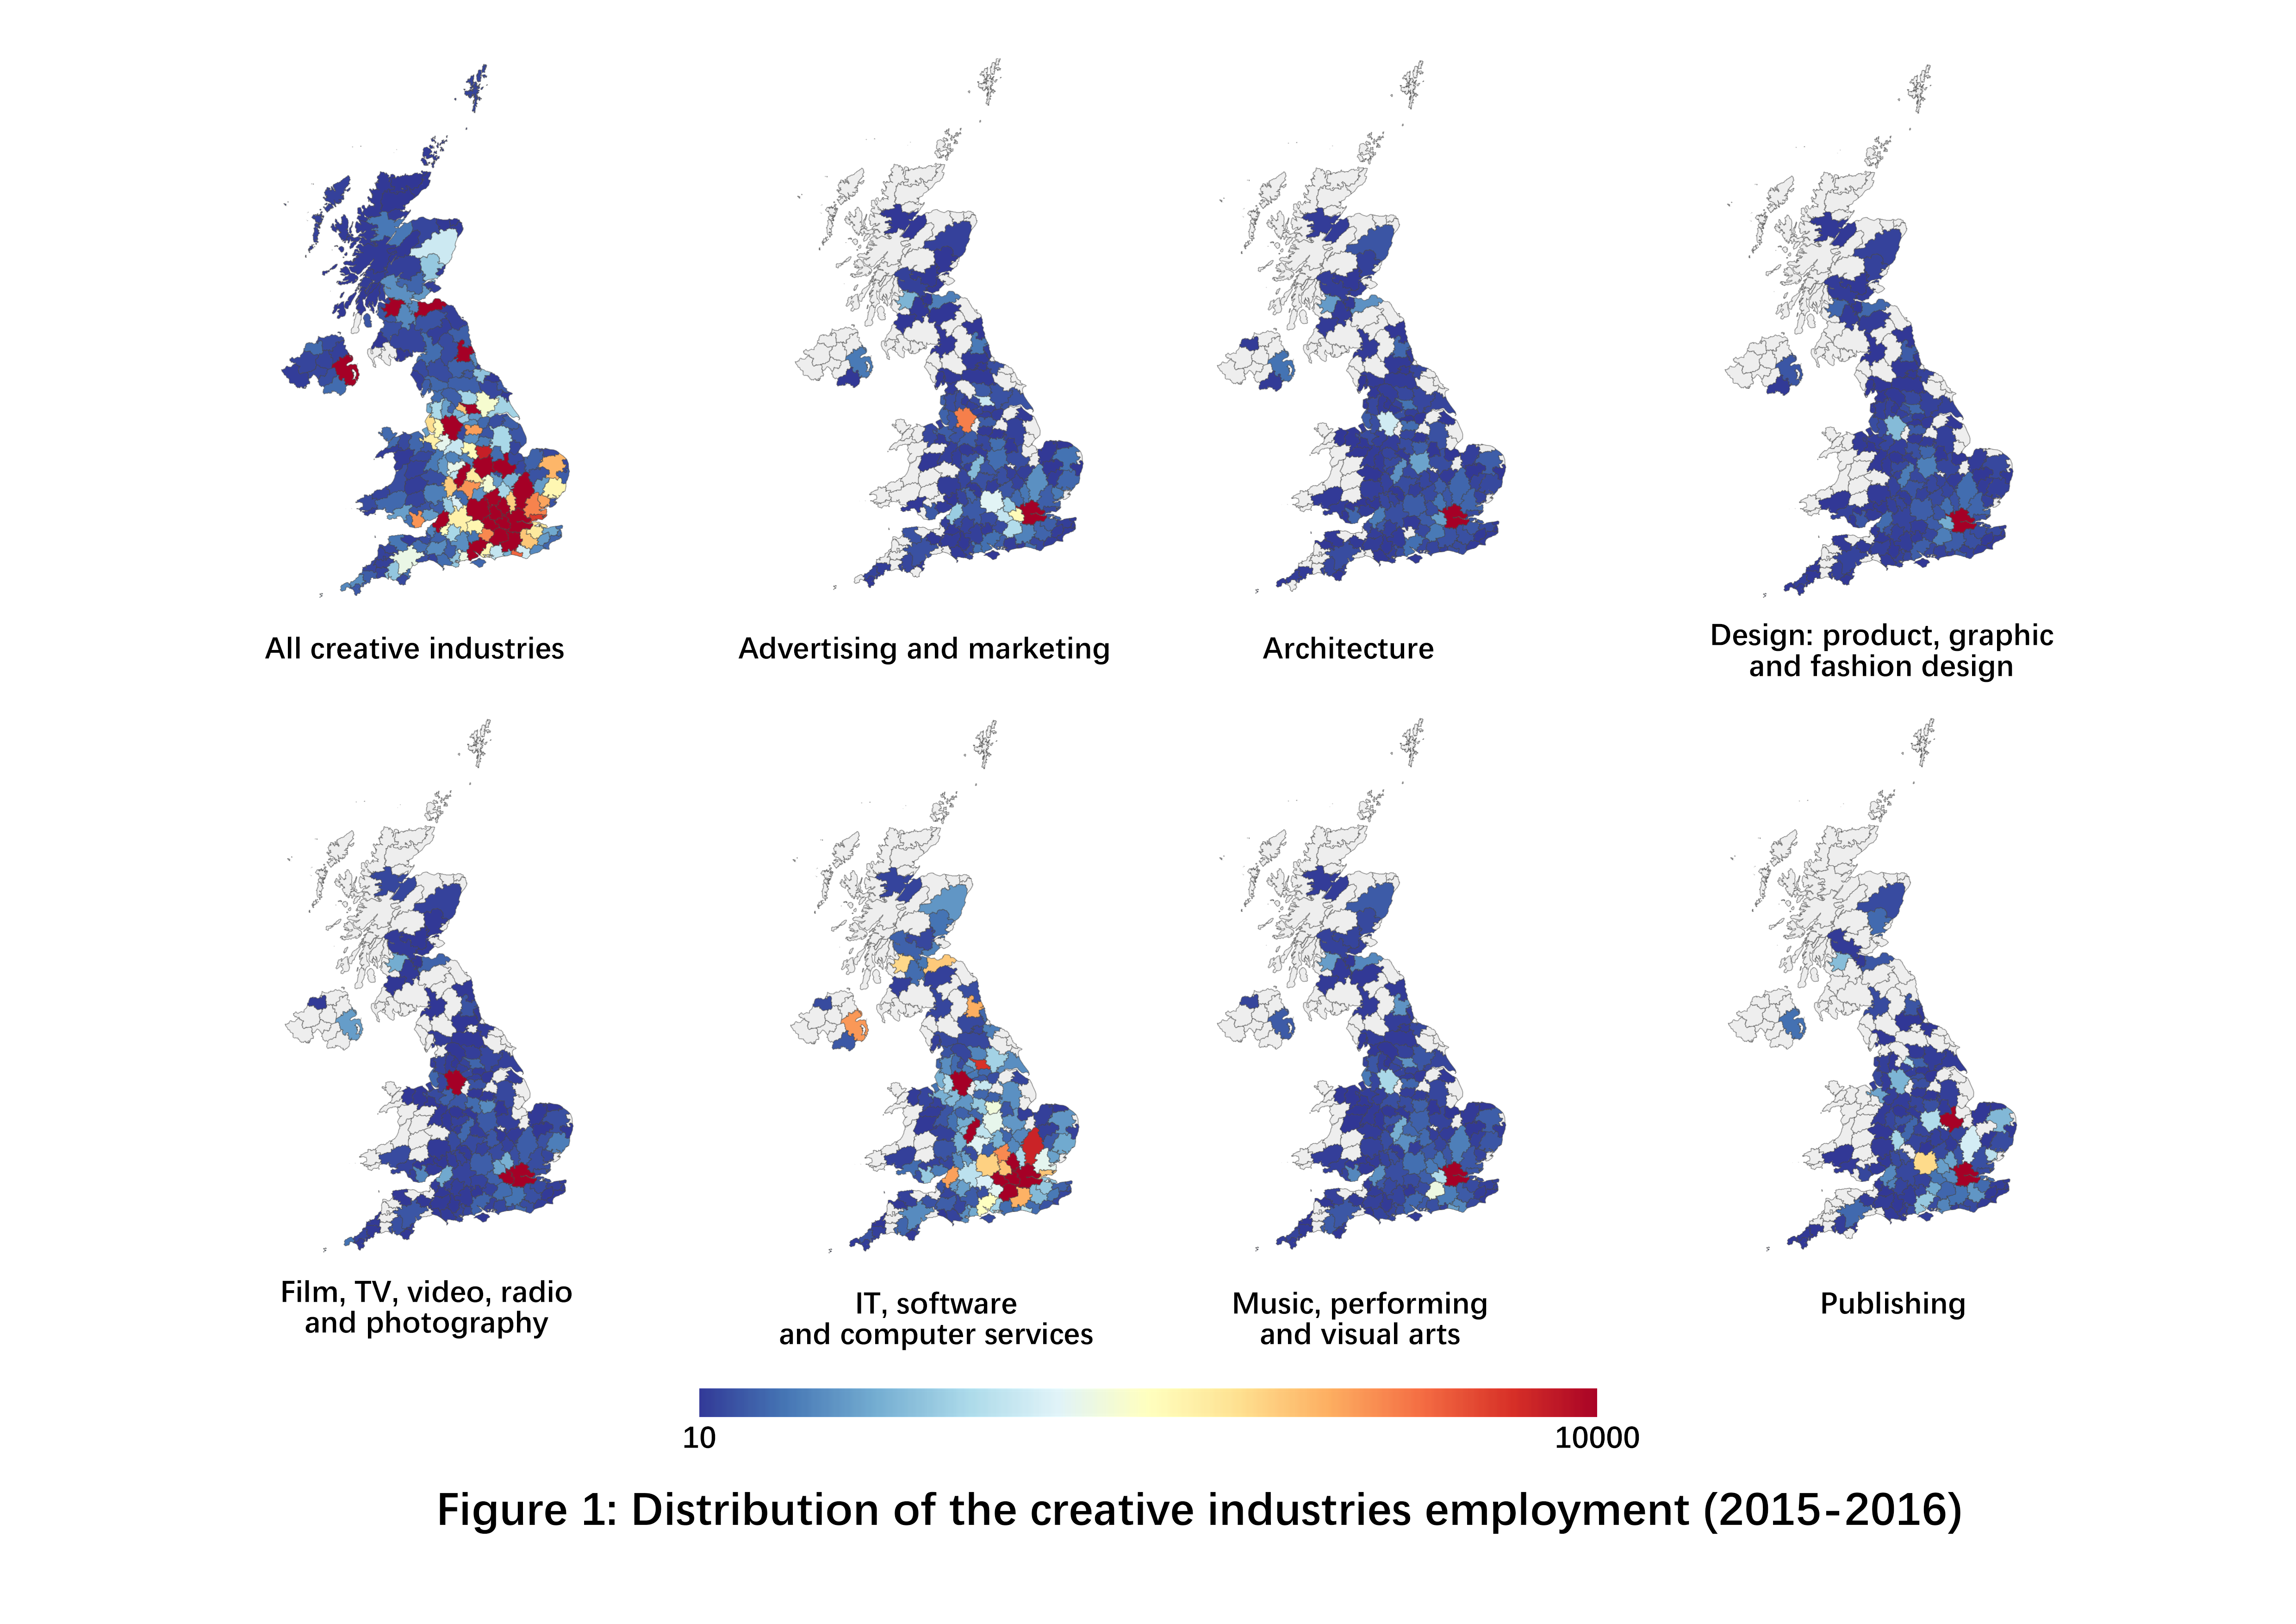 All creative industries
Advertising and marketing
Architecture
Design: product, graphic
and fashion design
Film, TV, video, radio
and photography
IT, software
and computer services
Music, performing
and visual arts
Publishing
10
10000
Figure 1: Distribution of the creative industries employment (2015-2016)